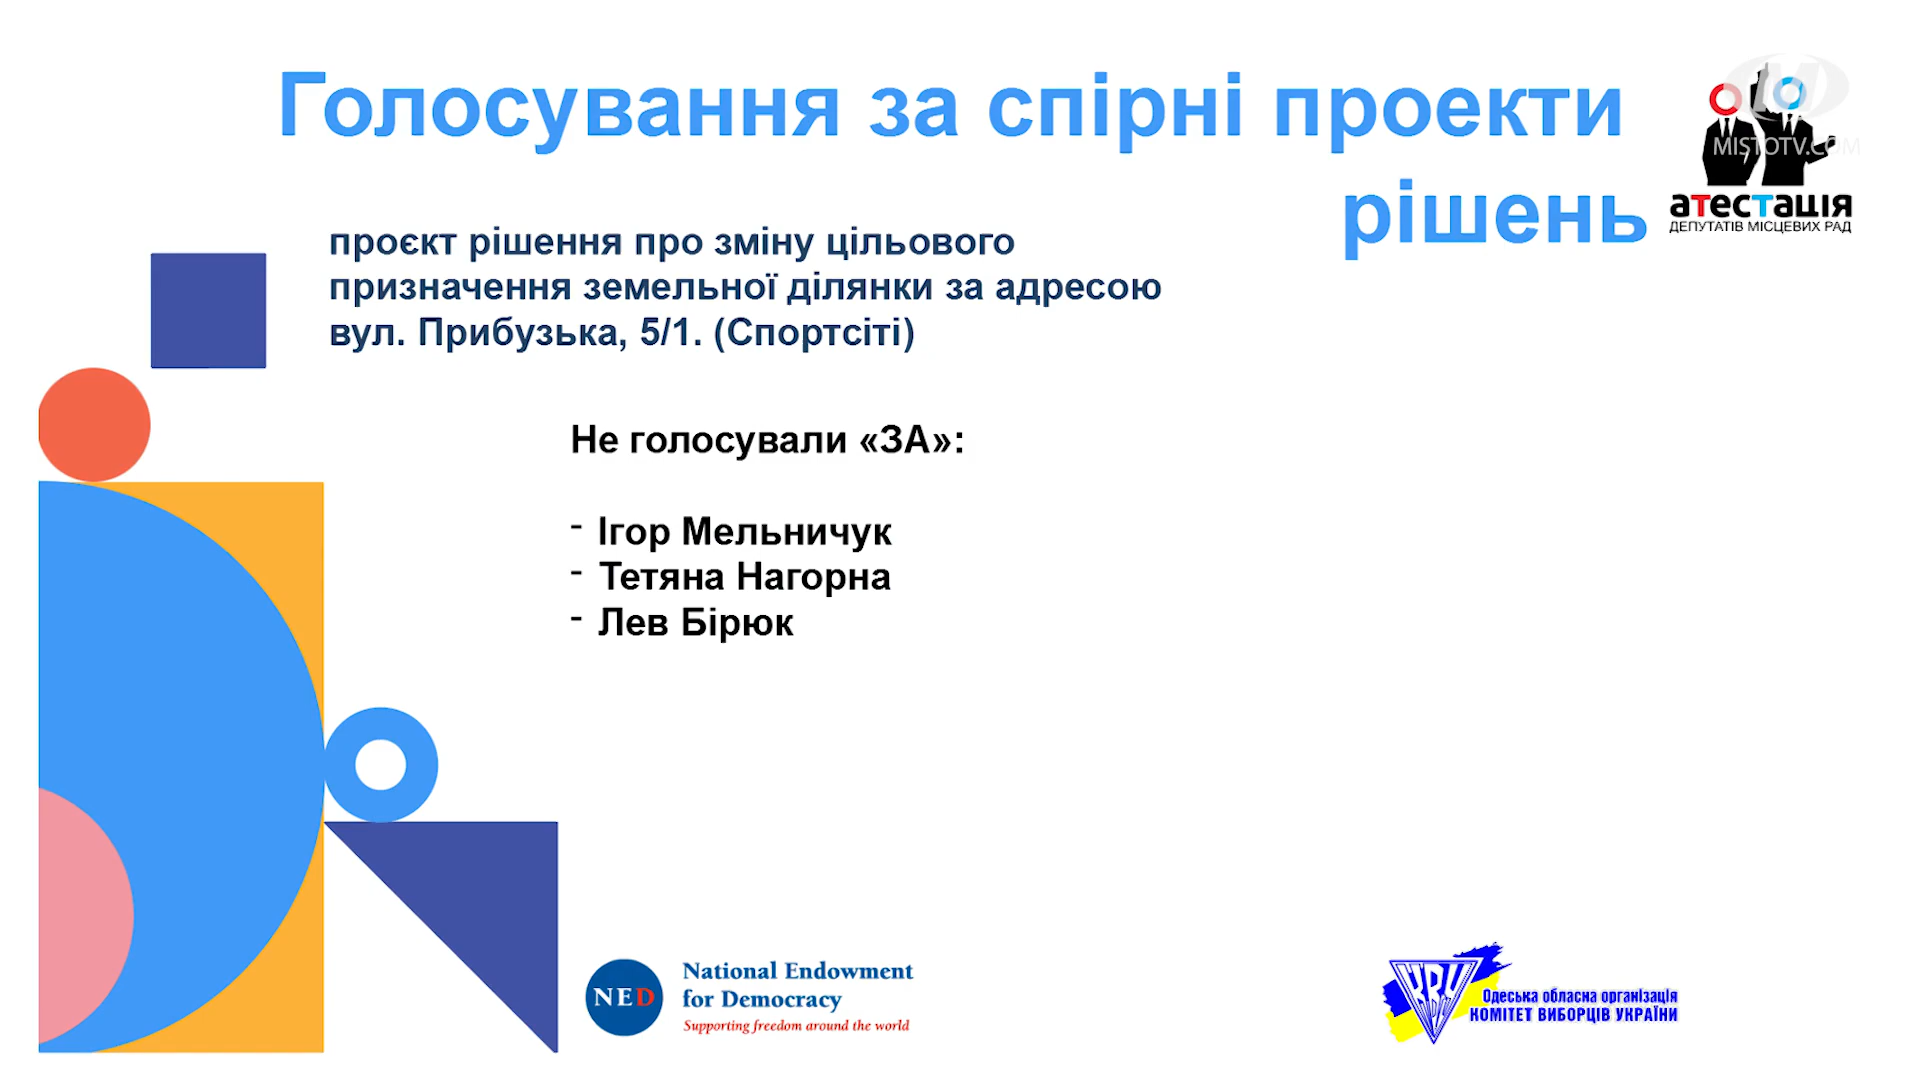 Голосування за спірні проекти
рішень
MISTOTV.COM
атестація
ДЕПУТАТІВ МІСЦЕВИХ РАД
проєкт рішення про зміну цільового
призначення земельної ділянки за адресою
вул. Прибузька, 5/1. (Спортсіті)
Не голосували «ЗА»:
- Ігор Мельничук
- Тетяна Нагорна
- Лев Бірюк
NED
National Endowment
for Democracy
Supporting freedom around the world
КВУ
Одеська обласна організація
КОМІТЕТ ВИБОРЦІВ УКРАЇНИ